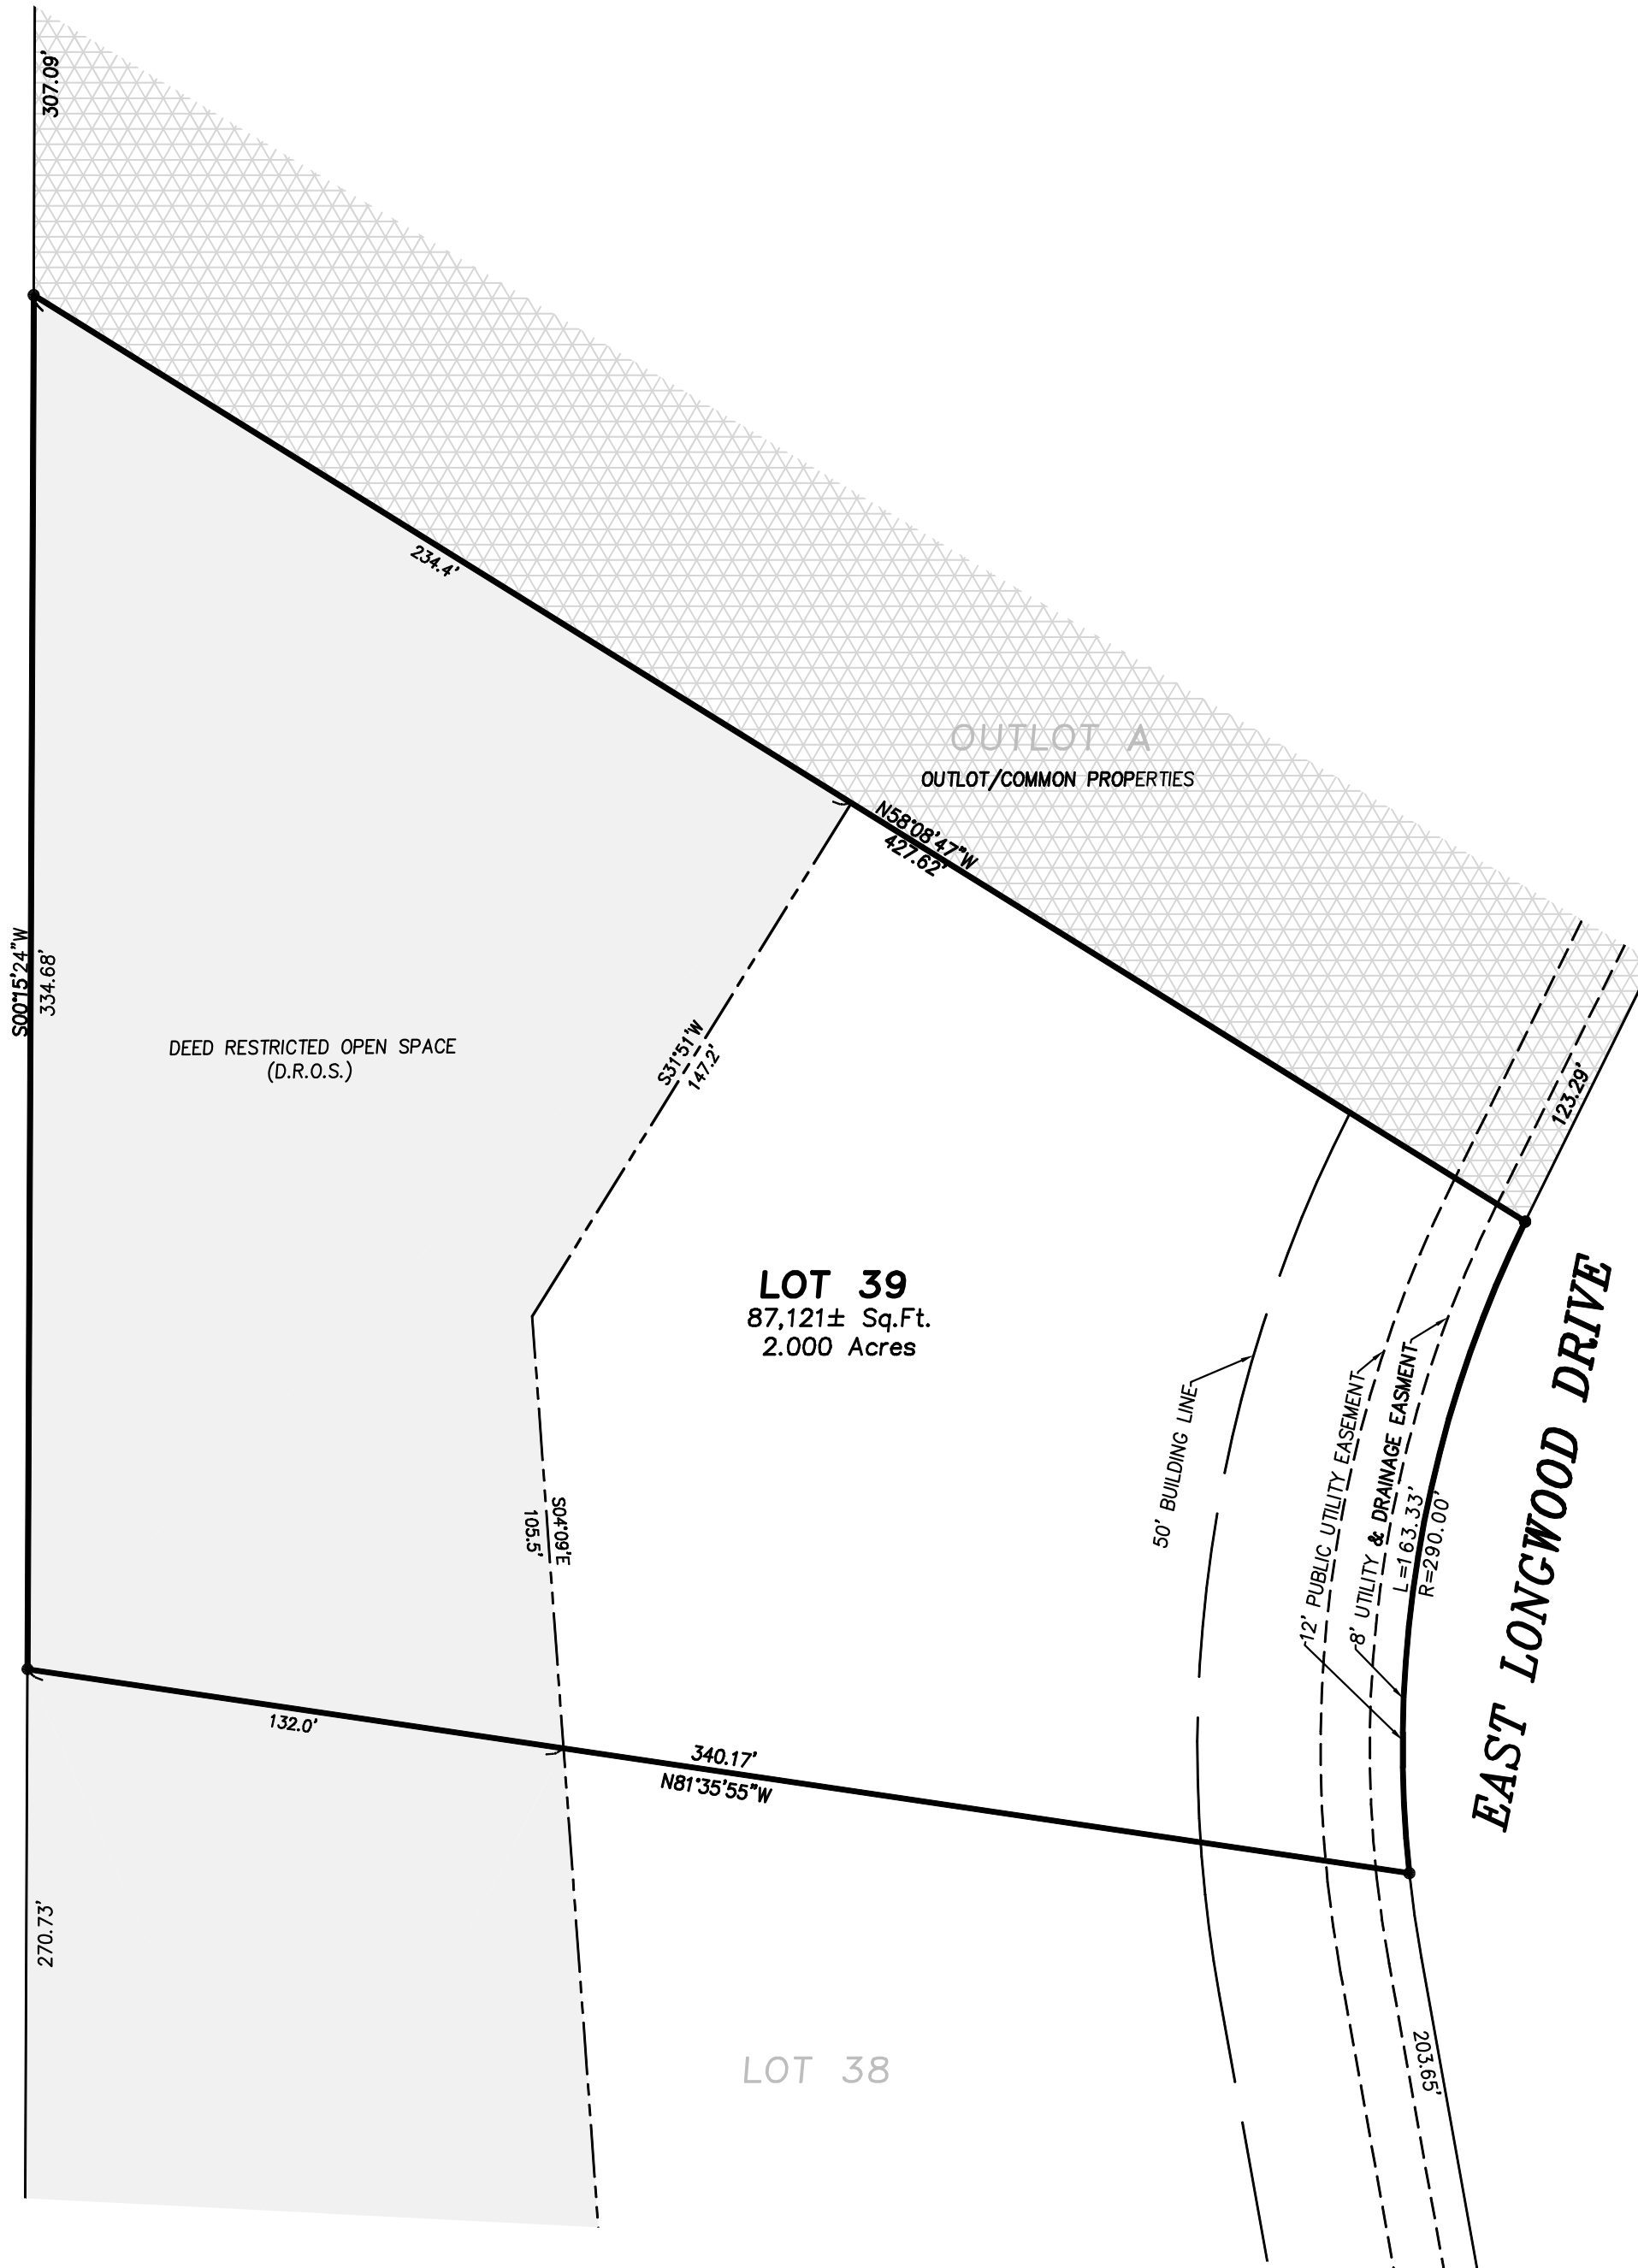 307.09'
234.4'
OUTLOT A
OUTLOT/COMMON PROPERTIES
N58°08'47"W
427.62'
S00°15'24"W
334.68'
DEED RESTRICTED OPEN SPACE
(D.R.O.S.)
S31°51'W
147.2'
123.29'
LOT 39
87,121± Sq.Ft.
2.000 Acres
50' BUILDING LINE
12' PUBLIC UTILITY EASEMENT
8' UTILITY & DRAINAGE EASMENT
L=163.33'
R=290.00'
EAST LONGWOOD DRIVE
S04°09'E
105.5'
132.0'
340.17'
N81°35'55"W
270.73'
203.65'
LOT 38